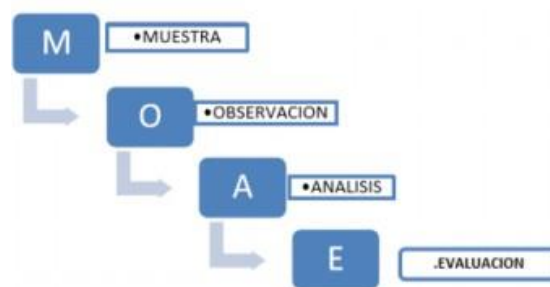 M •MUESTRA
O •OBSERVACION
A •ANALISIS
E .EVALUACION